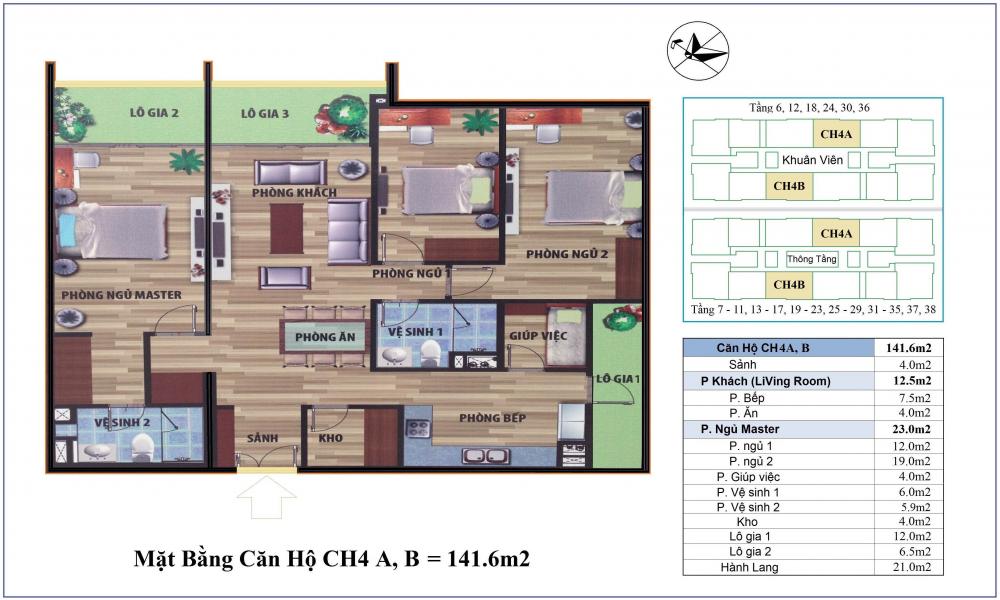 LÔ GIA 2
LÔ GIA 3
PHÒNG KHÁCH
PHÒNG NGỦ 2
PHÒNG NGỦ 1
PHÒNG NGỦ MASTER
VỆ SINH 1
GIÚP VIỆC
PHÒNG ĂN
LÔ GIA1
VỆ SINH 2
PHÒNG BẾP
SẢNH
KHO
Mặt Bằng Căn Hộ CH4 A, B = 141.6m2
Tầng 6, 12, 18, 24, 30, 36
CH4A
Khuân Viên
CH4B
CH4A
Thông Tầng
CH4B
Tầng 7 - 11, 13 - 17, 19 - 23, 25 - 29, 31 - 35, 37, 38
Căn Hộ CH4A, B 141.6m2
Sảnh 4.0m2
P Khách (LiVing Room) 12.5m2
P. Bếp 7.5m2
P. Ăn 4.0m2
P. Ngủ Master 23.0m2
P. ngủ 1 12.0m2
P. ngủ 2 19.0m2
P. Giúp việc 4.0m2
P. Vệ sinh 1 6.0m2
P. Vệ sinh 2 5.9m2
Kho 4.0m2
Lô gia 1 12.0m2
Lô gia 2 6.5m2
Hành Lang 21.0m2